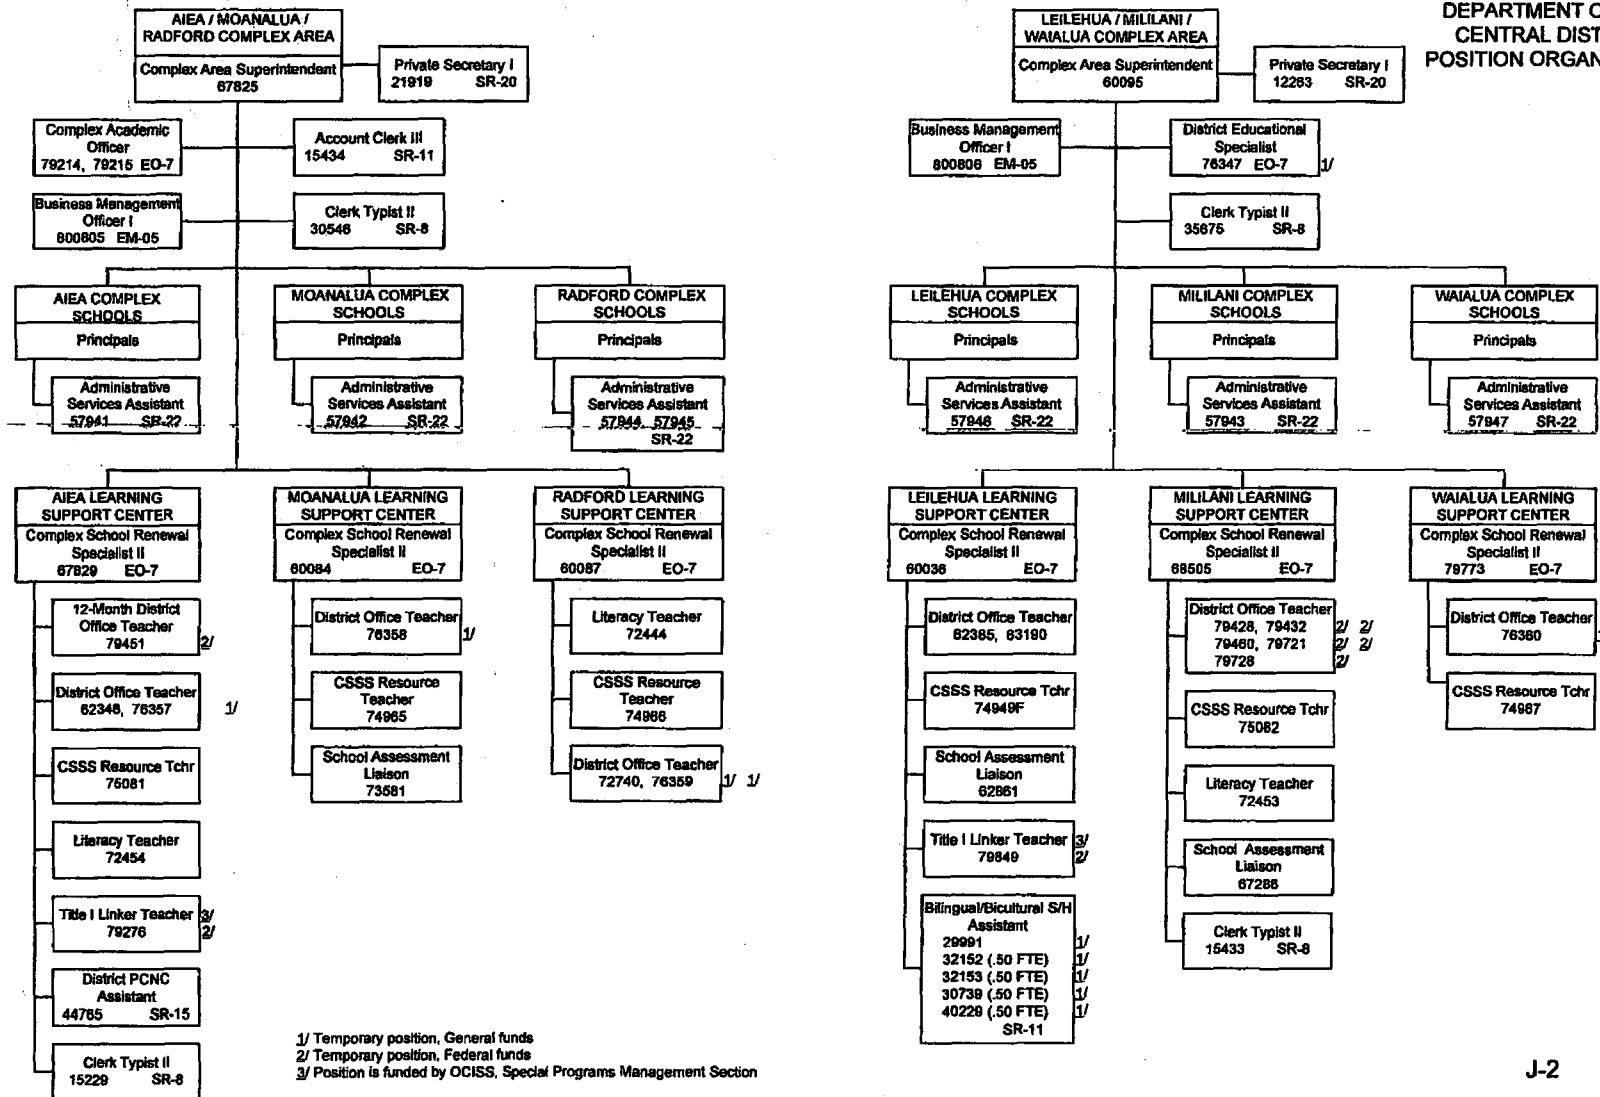 DEPARTMENT O
CENTRAL DIST
POSITION ORGAN
AIEA / MOANALUA /
RADFORD COMPLEX AREA
Complex Area Superintendent
67825
Private Secretary I
21919 SR-20
Complex Academic
Officer
79214, 79215 EO-7
Account Clerk III
15434 SR-11
Business Management
Officer I
800805 EM-05
Clerk Typist II
30546 SR-8
AIEA COMPLEX
SCHOOLS
Principals
Administrative
Services Assistant
57941 SR-22
MOANALUA COMPLEX
SCHOOLS
Principals
Administrative
Services Assistant
57942 SR-22
RADFORD COMPLEX
SCHOOLS
Principals
Administrative
Services Assistant
57944 57945
SR-22
AIEA LEARNING
SUPPORT CENTER
Complex School Renewal
Specialist II
67829 EO-7
12-Month District
Office Teacher
79451 2/
District Office Teacher
62348, 76357 1/
CSSS Resource Tchr
75081
Literacy Teacher
72454
Title I Linker Teacher 3/
79276 2/
District PCNC
Assistant
44765 SR-15
Clerk Typist II
15229 SR-8
MOANALUA LEARNING
SUPPORT CENTER
Complex School Renewal
Specialist II
60084 EO-7
District Office Teacher
76358 1/
CSSS Resource
Teacher
74965
School Assessment
Liaison
73581
RADFORD LEARNING
SUPPORT CENTER
Complex School Renewal
Specialist II
60087 EO-7
Literacy Teacher
72444
CSSS Resource
Teacher
74966
District Office Teacher
72740, 76359 1/ 1/
LEILEHUA / MILILANI /
WAIALUA COMPLEX AREA
Complex Area Superintendent
60095
Private Secretary I
12263 SR-20
Business Management
Officer I
800806 EM-05
District Educational
Specialist
76347 EO-7 1/
Clerk Typist II
35675 SR-8
LEILEHUA COMPLEX
SCHOOLS
Principals
Administrative
Services Assistant
57946 SR-22
MILILANI COMPLEX
SCHOOLS
Principals
Administrative
Services Assistant
57943 SR-22
WAIALUA COMPLEX
SCHOOLS
Principals
Administrative
Services Assistant
57947 SR-22
LEILEHUA LEARNING
SUPPORT CENTER
Complex School Renewal
Specialist II
60036 EO-7
District Office Teacher
62385, 63190
CSSS Resource Tchr
74949F
School Assessment
Liaison
62861
Title I Linker Teacher 3/
79849 2/
Bilingual/Bicultural S/H
Assistant
29991 1/
32152 (.50 FTE) 1/
32153 (.50 FTE) 1/
30739 (.50 FTE) 1/
40229 (.50 FTE) 1/
SR-11
MILILANI LEARNING
SUPPORT CENTER
Complex School Renewal
Specialist II
68505 EO-7
District Office Teacher
79428, 79432 2/ 2/
79460, 79721 2/ 2/
79728 2/
CSSS Resource Tchr
75082
Literacy Teacher
72453
School Assessment
Liaison
67286
Clerk Typist II
15433 SR-8
WAIALUA LEARNING
SUPPORT CENTER
Complex School Renewal
Specialist II
79773 EO-7
District Office Teacher
76360
CSSS Resource Tchr
74967
1/ Temporary position, General funds
2/ Temporary position, Federal funds
3/ Position is funded by OCISS, Special Programs Management Section
J-2